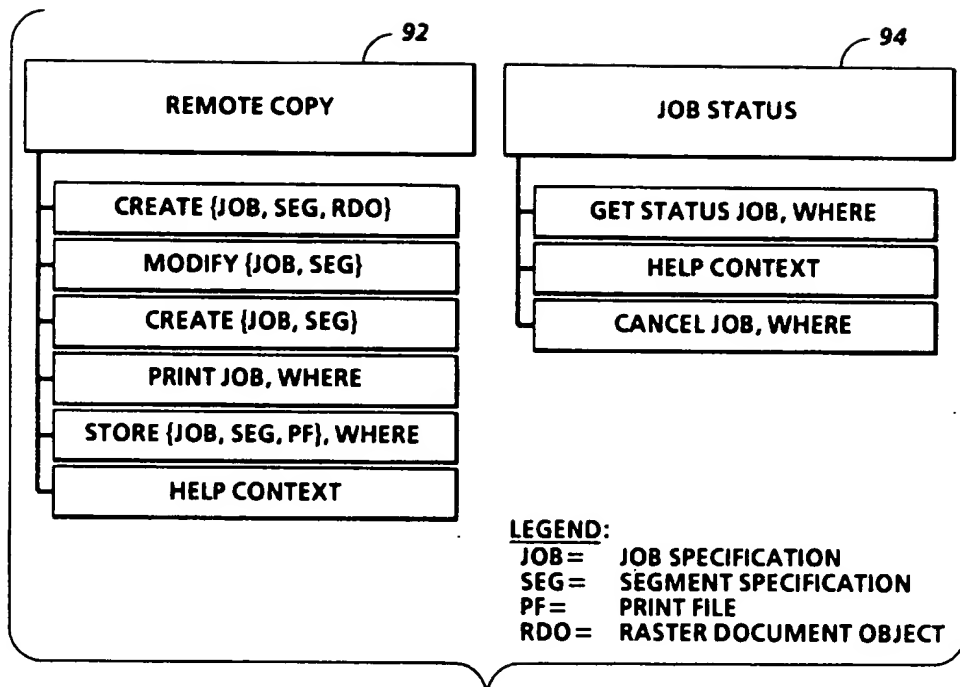 92
REMOTE COPY
CREATE {JOB, SEG, RDO}
MODIFY {JOB, SEG}
CREATE {JOB, SEG}
PRINT JOB, WHERE
STORE {JOB, SEG, PF}, WHERE
HELP CONTEXT
94
JOB STATUS
GET STATUS JOB, WHERE
HELP CONTEXT
CANCEL JOB, WHERE
LEGEND:
JOB= JOB SPECIFICATION
SEG= SEGMENT SPECIFICATION
PF= PRINT FILE
RDO= RASTER DOCUMENT OBJECT